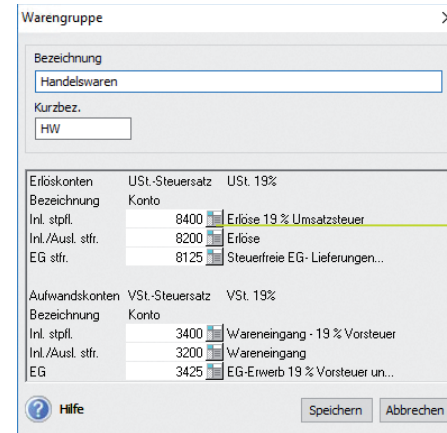 Warengruppe
Bezeichnung
Handelswaren
Kurzbez.
HW
Erlöskonten USt.-Steuersatz USt. 19%
Bezeichnung Konto
Inl. stpfl. 8400 Erlöse 19 % Umsatzsteuer
Inl./Ausl. stfr. 8200 Erlöse
EG stfr. 8125 Steuerfreie EG- Lieferungen...
Aufwandskonten VSt.-Steuersatz VSt. 19%
Bezeichnung Konto
Inl. stpfl. 3400 Wareneingang - 19 % Vorsteuer
Inl./Ausl. stfr. 3200 Wareneingang
EG 3425 EG-Erwerb 19 % Vorsteuer un...
Hilfe Speichern Abbrechen